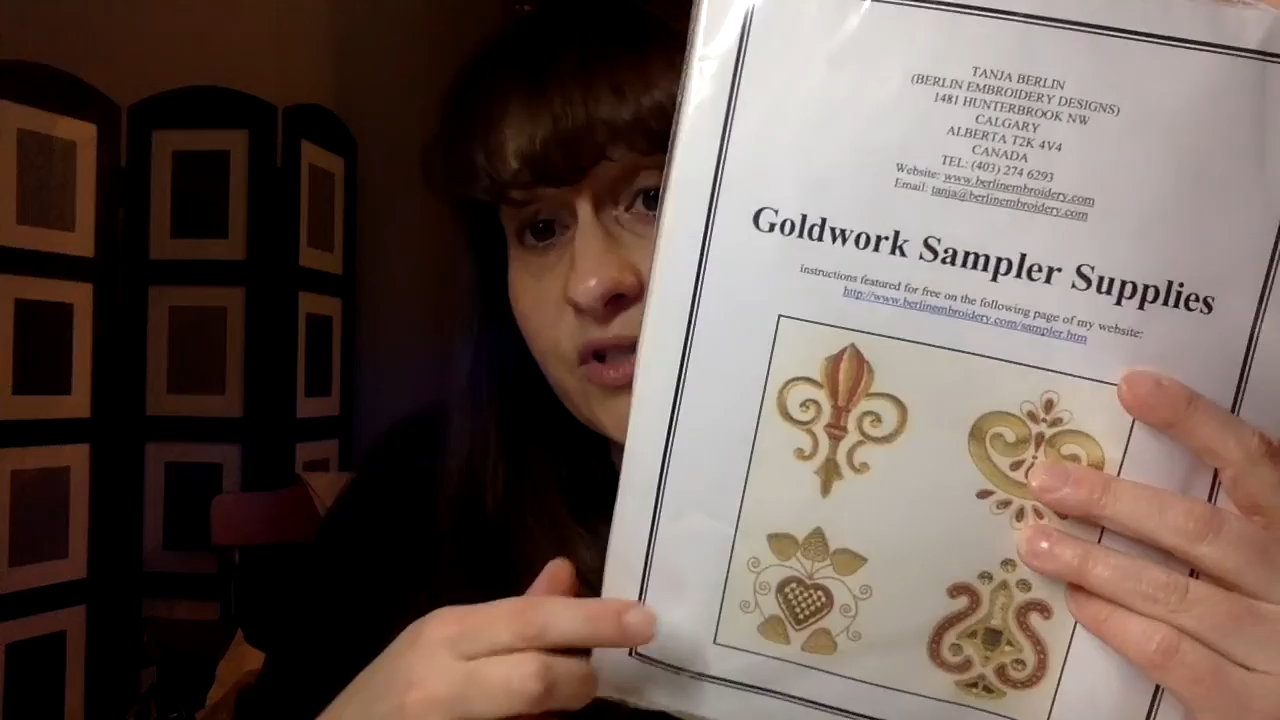 TANJA BERLIN
(BERLIN EMBROIDERY DESIGNS)
1481 HUNTERBROOK NW
CALGARY
ALBERTA T2K 4V4
CANADA
TEL: (403) 274 6293
Website: www.berlinembroidery.com
Email: tanja@berlinembroidery.com
Goldwork Sampler Supplies
Instructions featured for free on the following page of my website:
http://www.berlinembroidery.com/sampler.htm